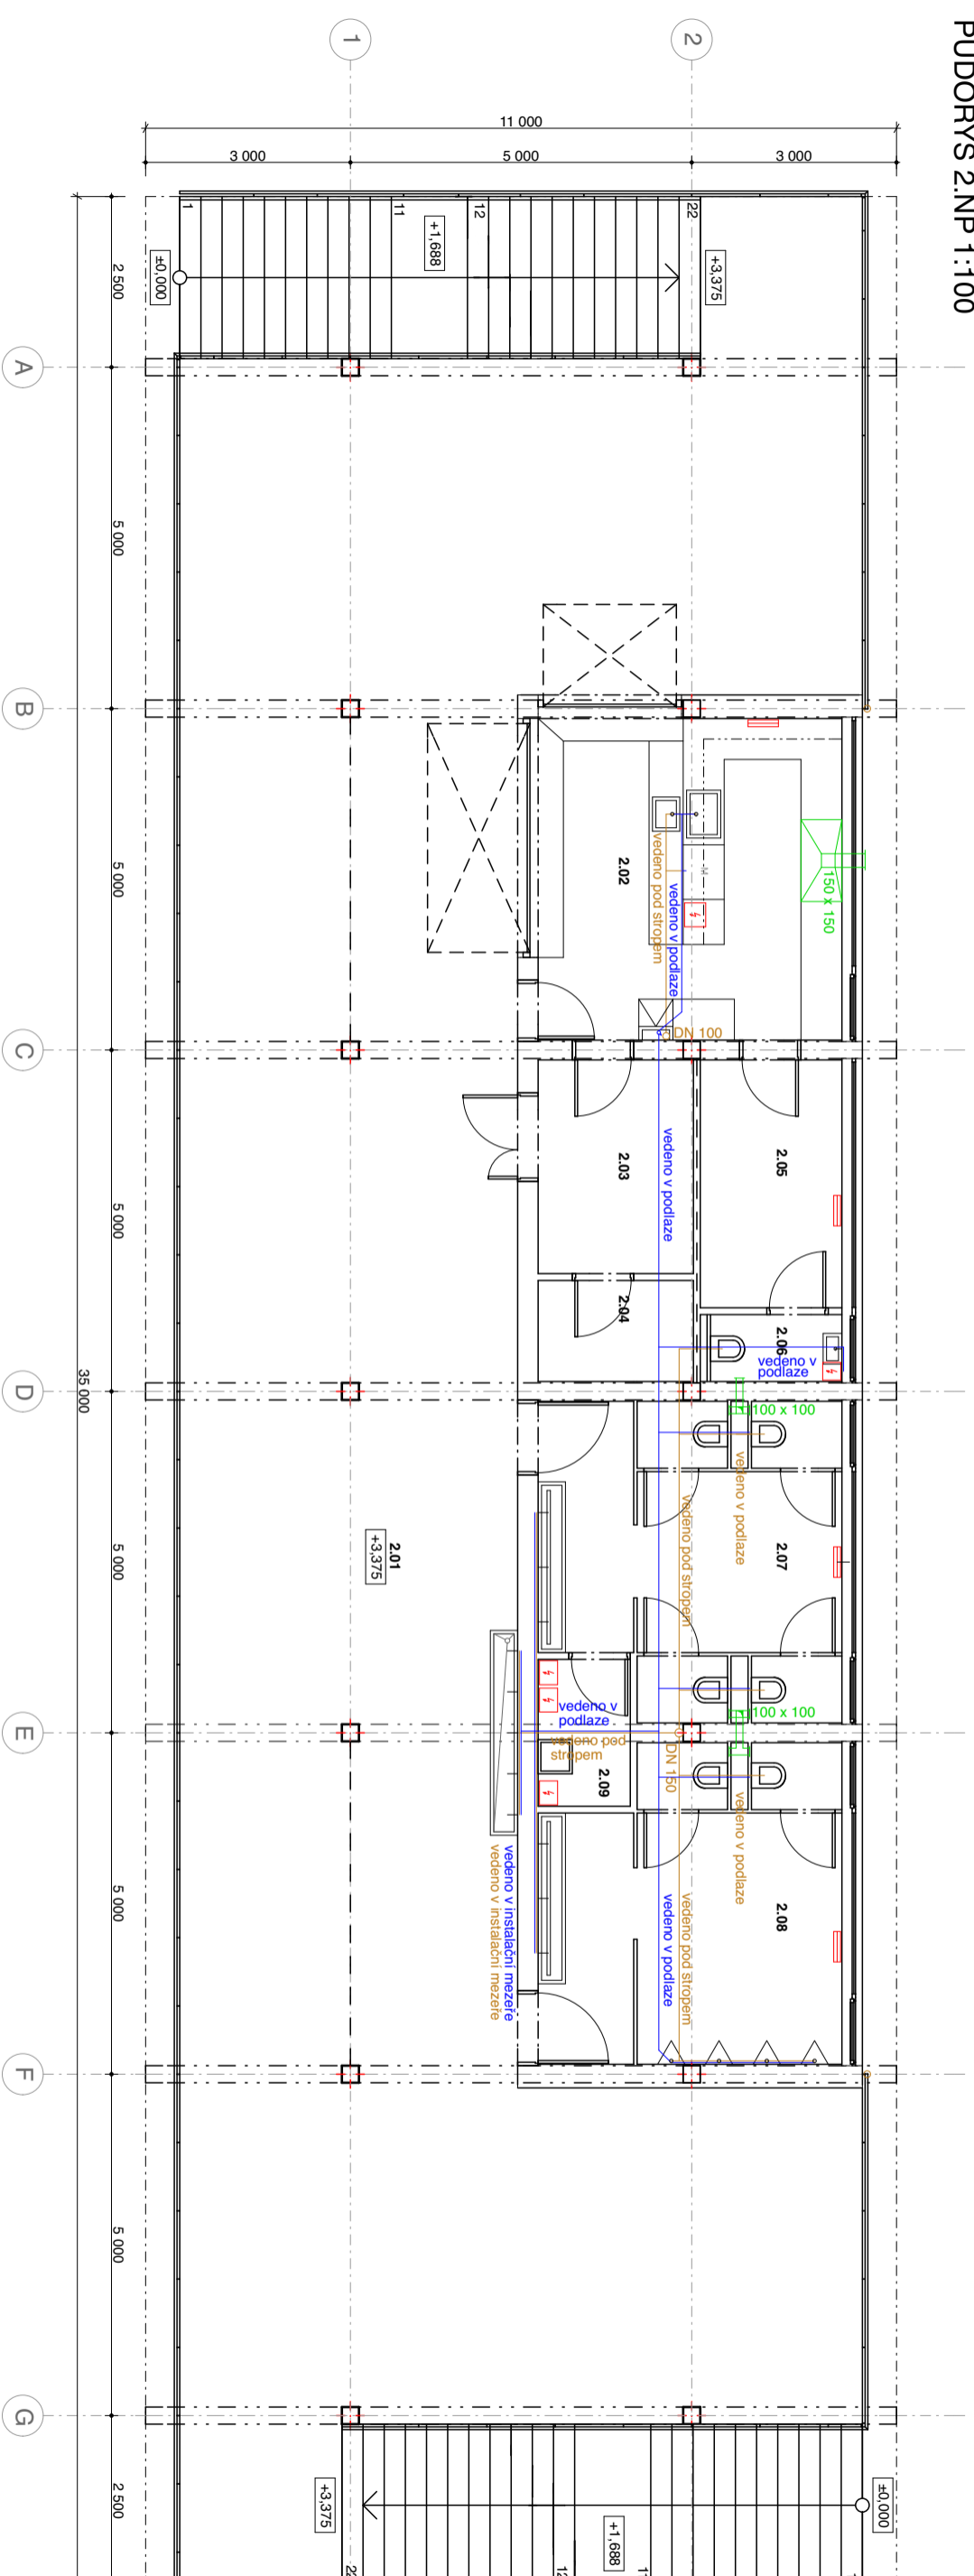 PŮDORYS 2.NP 1:100
1
2
11 000
3 000
5 000
3 000
1
11
12
22
+1,688
±0,000
+3,375
2 500
A
5 000
B
5 000
2.02
vedeno pod stropem
vedeno v podlaze
150 x 150
DN 100
C
5 000
2.03
vedeno v podlaze
2.05
2.04
2.06
vedeno v
podlaze
35 000
D
100 x 100
vedeno v podlaze
vedeno pod stropem
5 000
2.01
+3,375
2.07
E
vedeno v
podlaze
vedeno pod
stropem
100 x 100
DN 150
2.09
vedeno v podlaze
5 000
vedeno v instalační mezeře
vedeno v instalační mezeře
vedeno v podlaze
vedeno pod stropem
2.08
F
5 000
G
2 500
+3,375
±0,000
+1,688
22
12